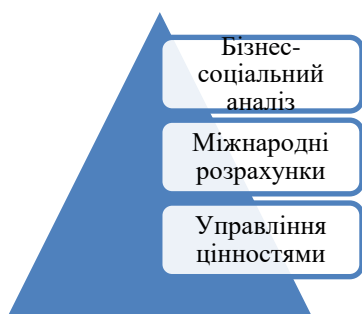 Бізнес-
соціальний
аналіз
Міжнародні
розрахунки
Управління
цінностями